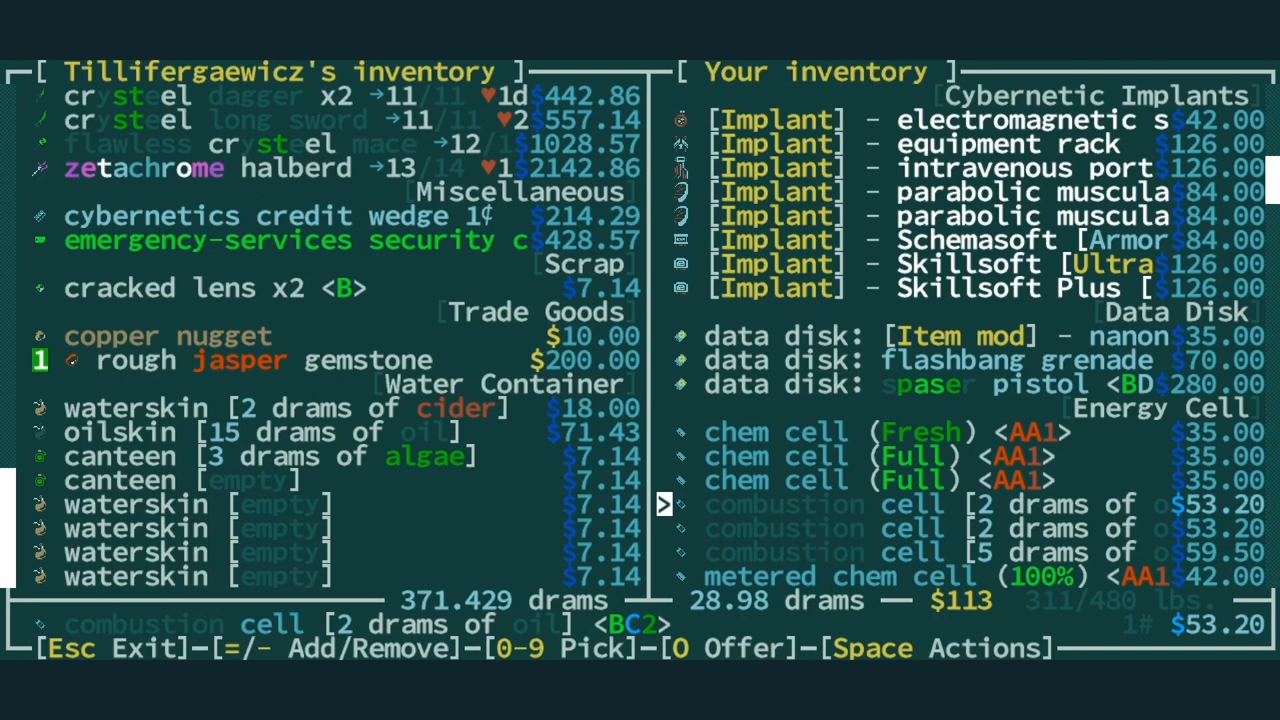 [ Tillifergaewicz's inventory ]
crysteel dagger x2 →11/11 ♥1d$442.86
crysteel long sword →11/11 ♥2$557.14
flawless crysteel mace →12/1$1028.57
zetachrome halberd →13/14 ♥1$2142.86
[Miscellaneous]
cybernetics credit wedge 1¢ $214.29
emergency-services security c$428.57
[Scrap]
cracked lens x2 <B> $7.14
[Trade Goods]
copper nugget $10.00
1 rough jasper gemstone $200.00
[Water Container]
waterskin [2 drams of cider] $18.00
oilskin [15 drams of oil] $71.43
canteen [3 drams of algae] $7.14
canteen [empty] $7.14
waterskin [empty] $7.14
waterskin [empty] $7.14
waterskin [empty] $7.14
waterskin [empty] $7.14
371.429 drams
[ Your inventory ]
[Cybernetic Implants]
[Implant] - electromagnetic s$42.00
[Implant] - equipment rack $126.00
[Implant] - intravenous port$126.00
[Implant] - parabolic muscula$84.00
[Implant] - parabolic muscula$84.00
[Implant] - Schemasoft [Armor$84.00
[Implant] - Skillsoft [Ultra$126.00
[Implant] - Skillsoft Plus [$126.00
[Data Disk]
data disk: [Item mod] - nanon$35.00
data disk: flashbang grenade $70.00
data disk: spaser pistol <BD$280.00
[Energy Cell]
chem cell (Fresh) <AA1> $35.00
chem cell (Full) <AA1> $35.00
chem cell (Full) <AA1> $35.00
> combustion cell [2 drams of o$53.20
combustion cell [2 drams of o$53.20
combustion cell [5 drams of o$59.50
metered chem cell (100%) <AA1$42.00
28.98 drams — $113 311/480 lbs.
combustion cell [2 drams of oil] <BC2> 1# $53.20
[Esc Exit]-[=/- Add/Remove]-[0-9 Pick]-[O Offer]-[Space Actions]